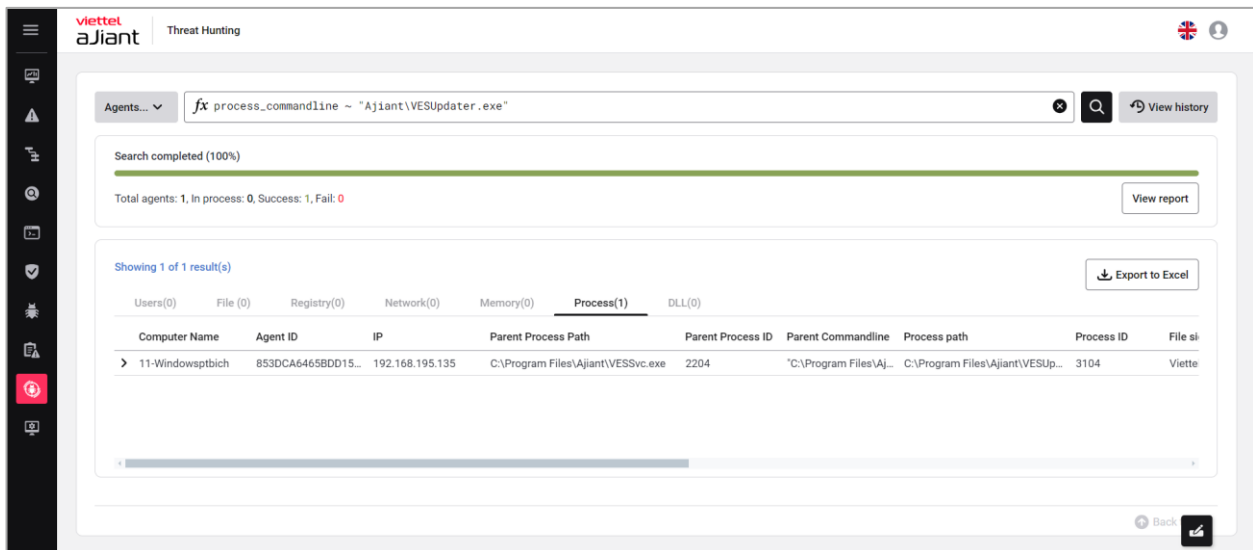 viettel
aJiant
Threat Hunting
Agents...
fx process_commandline ~ "Ajiant\VESUpdater.exe"
View history
Search completed (100%)
Total agents: 1, In process: 0, Success: 1, Fail: 0
View report
Showing 1 of 1 result(s)
Export to Excel
Users(0) File (0) Registry(0) Network(0) Memory(0) Process(1) DLL(0)
Computer Name Agent ID IP Parent Process Path Parent Process ID Parent Commandline Process path Process ID File si
11-Windowsptbich 853DCA6465BDD15... 192.168.195.135 C:\Program Files\Ajiant\VESSvc.exe 2204 "C:\Program Files\Aj... C:\Program Files\Ajiant\VESUp... 3104 Viette
Back